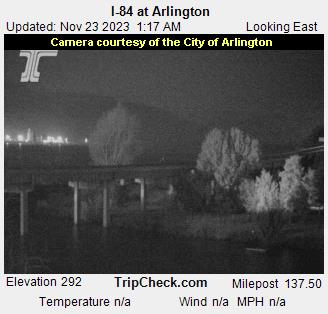 I-84 at Arlington
Updated: Nov 23 2023 1:17 AM Looking East
Camera courtesy of the City of Arlington
Elevation 292 TripCheck.com Milepost 137.50
Temperature n/a Wind n/a MPH n/a